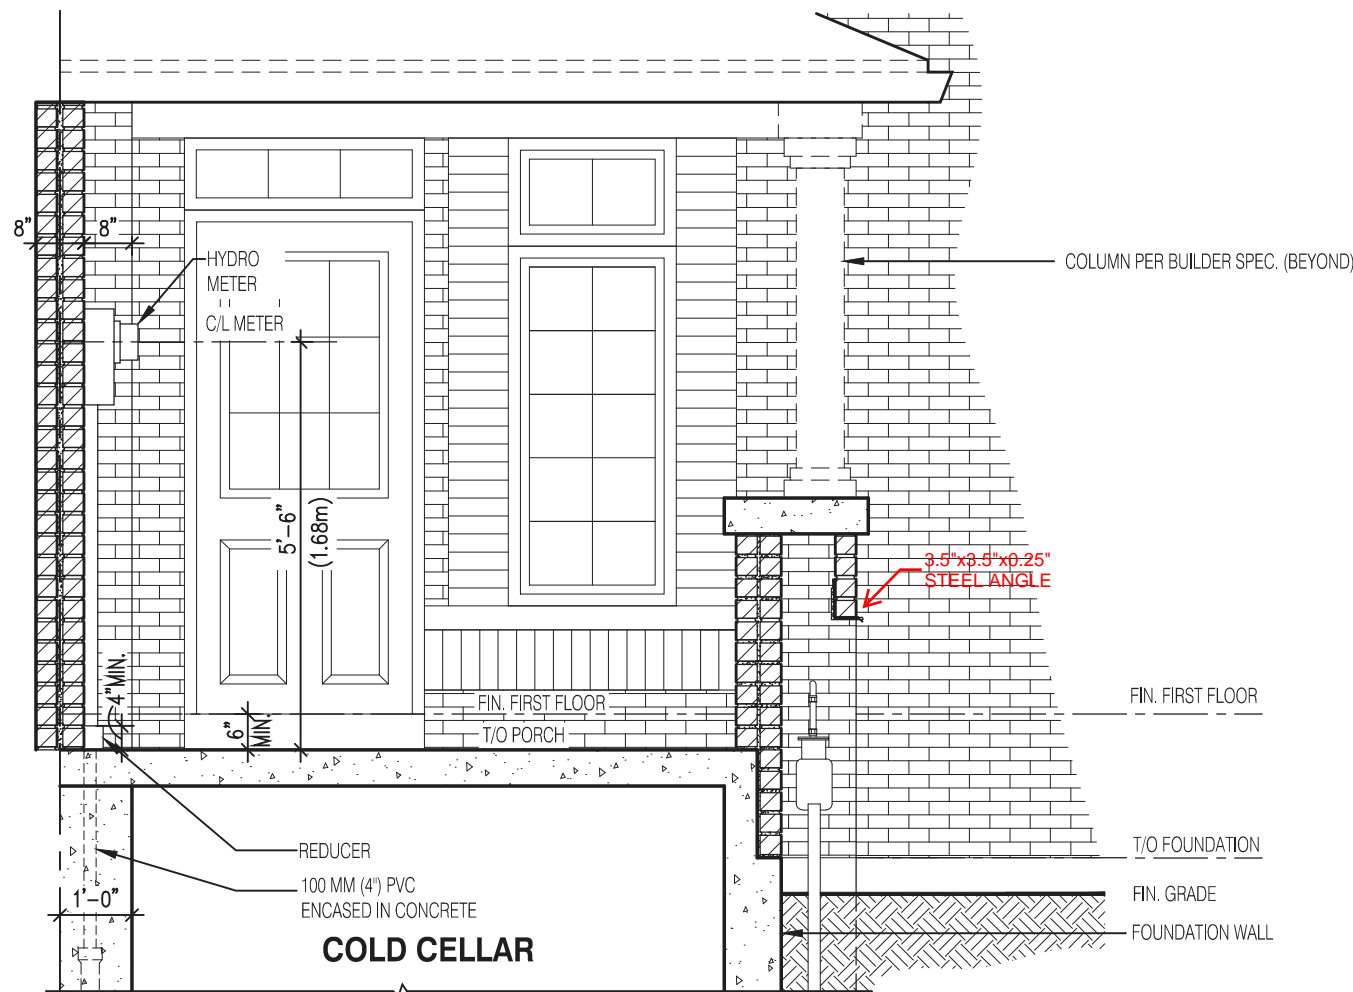 8"
8"
HYDRO
METER
C/L METER
COLUMN PER BUILDER SPEC. (BEYOND)
5'-6"
(1.68m)
3.5"x3.5"x0.25"
STEEL ANGLE
4"MIN.
6"
MIN.
FIN. FIRST FLOOR
T/O PORCH
FIN. FIRST FLOOR
T/O FOUNDATION
FIN. GRADE
FOUNDATION WALL
REDUCER
100 MM (4") PVC
ENCASED IN CONCRETE
1'-0"
COLD CELLAR